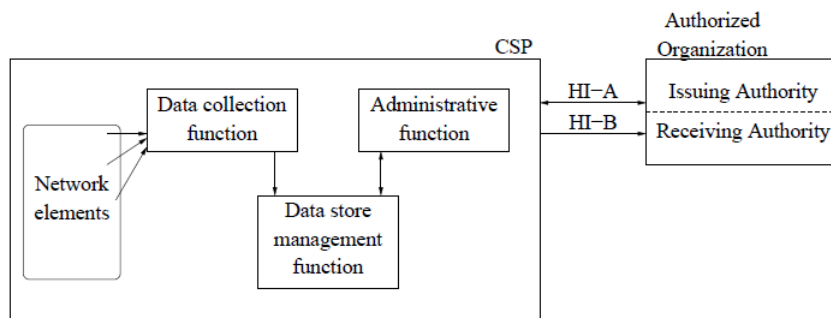 CSP
Authorized
Organization
Data collection
function
Administrative
function
HI-A
Issuing Authority
HI-B
Receiving Authority
Network
elements
Data store
management
function